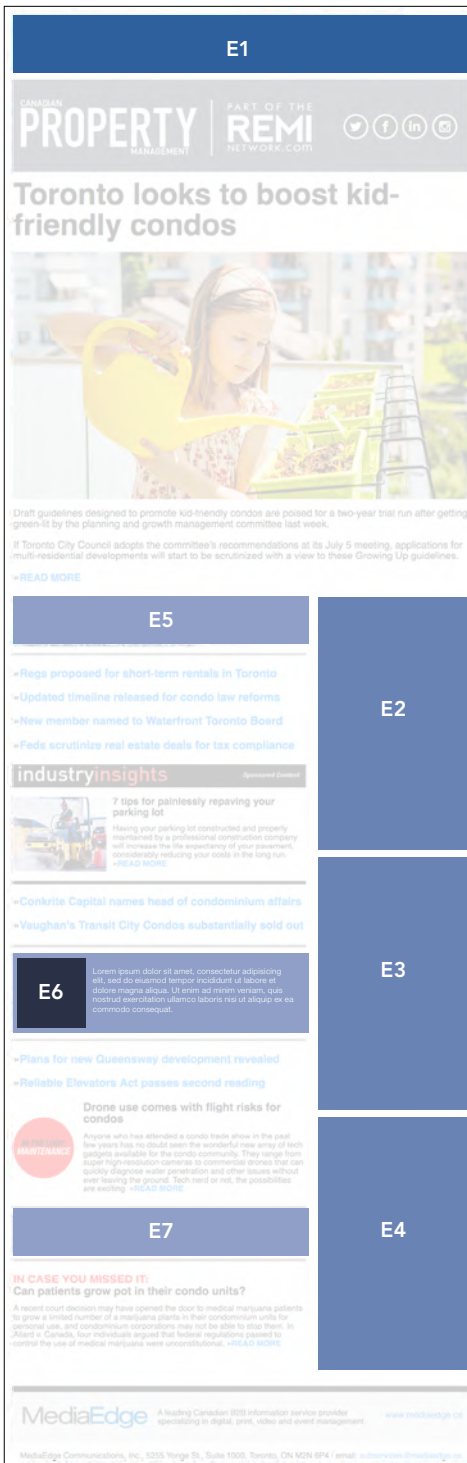 E1
CANADIAN
PROPERTY
MANAGEMENT
PART OF THE
REMI
NETWORK.COM
Toronto looks to boost kid-
friendly condos
Draft guidelines designed to promote kid-friendly condos are poised for a two-year trial run after getting
green-lit by the planning and growth management committee last week.
If Toronto City Council adopts the committee's recommendations at its July 5 meeting, applications for
multi-residential developments will start to be scrutinized with a view to these Growing Up guidelines.
»READ MORE
E5
»Regs proposed for short-term rentals in Toronto
»Updated timeline released for condo law reforms
»New member named to Waterfront Toronto Board
»Feds scrutinize real estate deals for tax compliance
industryinsights Sponsored Content
7 tips for painlessly repaving your
parking lot
Having your parking lot constructed and properly
maintained by a professional construction company
will increase the life expectancy of your pavement,
considerably reducing your costs in the long run.
»READ MORE
»Conkrite Capital names head of condominium affairs
»Vaughan's Transit City Condos substantially sold out
E6
Lorem ipsum dolor sit amet, consectetur adipisicing
elit, sed do eiusmod tempor incididunt ut labore et
dolore magna aliqua. Ut enim ad minim veniam, quis
nostrud exercitation ullamco laboris nisi ut aliquip ex ea
commodo consequat.
»Plans for new Queensway development revealed
»Reliable Elevators Act passes second reading
MAINTENANCE
Drone use comes with flight risks for
condos
Anyone who has attended a condo trade show in the past
few years has no doubt seen the wonderful new array of tech
gadgets available for the condo community. They range from
super high-resolution cameras to commercial drones that can
quickly diagnose water penetration and other issues without
ever leaving the ground. Tech nerd or not, the possibilities
are exciting. »READ MORE
E7
IN CASE YOU MISSED IT:
Can patients grow pot in their condo units?
A recent court decision may have opened the door to medical marijuana patients
to grow a limited number of a marijuana plants in their condominium units for
personal use, and condominium corporations may not be able to stop them. In
Allard v. Canada, four individuals argued that federal regulations passed to
control the use of medical marijuana were unconstitutional. »READ MORE
E2
E3
E4
MediaEdge
A leading Canadian B2B information service provider
specializing in digital, print, video and event management.
www.mediaedge.ca
MediaEdge Communications, inc., 5255 Yonge St., Suite 1000, Toronto, ON M2N 6P4 | email: